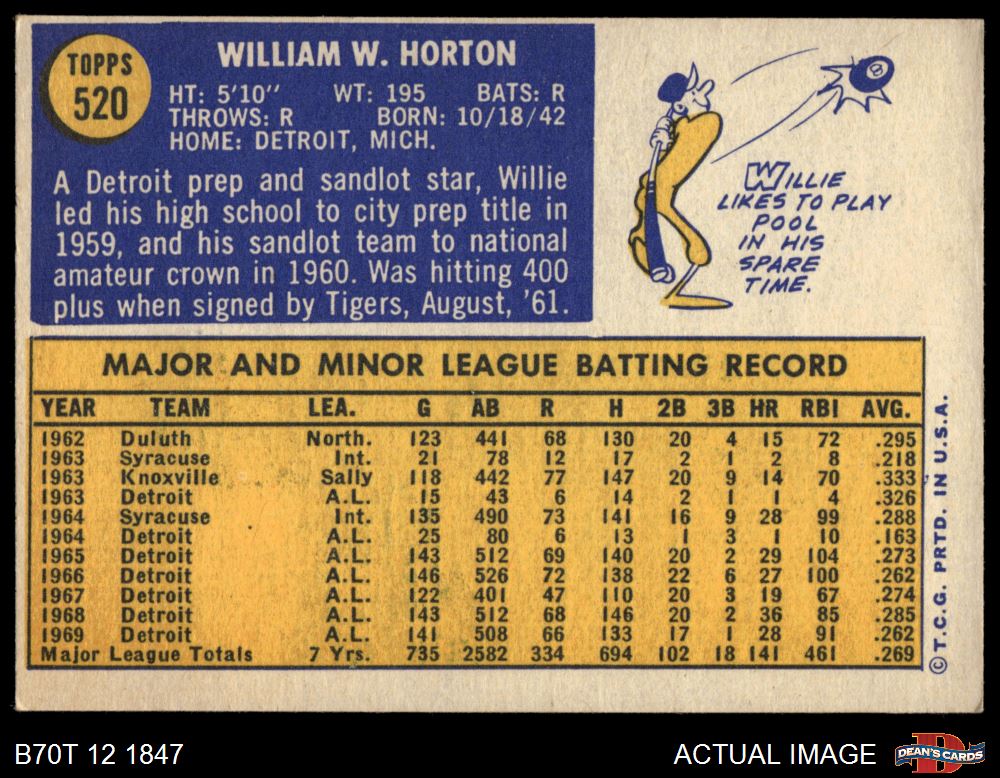 TOPPS
520
WILLIAM W. HORTON
HT: 5'10" WT: 195 BATS: R
THROWS: R BORN: 10/18/42
HOME: DETROIT, MICH.
A Detroit prep and sandlot star, Willie
led his high school to city prep title in
1959, and his sandlot team to national
amateur crown in 1960. Was hitting 400
plus when signed by Tigers, August, '61.
8
WILLIE
LIKES TO PLAY
POOL
IN HIS
SPARE
TIME.
MAJOR AND MINOR LEAGUE BATTING RECORD
YEAR TEAM LEA. G AB R H 2B 3B HR RBI AVG.
1962 Duluth North. 123 441 68 130 20 4 15 72 .295
1963 Syracuse Int. 21 78 12 17 2 1 2 8 .218
1963 Knoxville Sally 118 442 77 147 20 9 14 70 .333
1963 Detroit A.L. 15 43 6 14 2 1 1 4 .326
1964 Syracuse Int. 135 490 73 141 16 9 28 99 .288
1964 Detroit A.L. 25 80 6 13 1 3 1 10 .163
1965 Detroit A.L. 143 512 69 140 20 2 29 104 .273
1966 Detroit A.L. 146 526 72 138 22 6 27 100 .262
1967 Detroit A.L. 122 401 47 110 20 3 19 67 .274
1968 Detroit A.L. 143 512 68 146 20 2 36 85 .285
1969 Detroit A.L. 141 508 66 133 17 1 28 91 .262
Major League Totals 7 Yrs. 735 2582 334 694 102 18 141 461 .269
© T.C.G. PRTD. IN U.S.A.
B70T 12 1847
ACTUAL IMAGE
DEAN'S CARDS